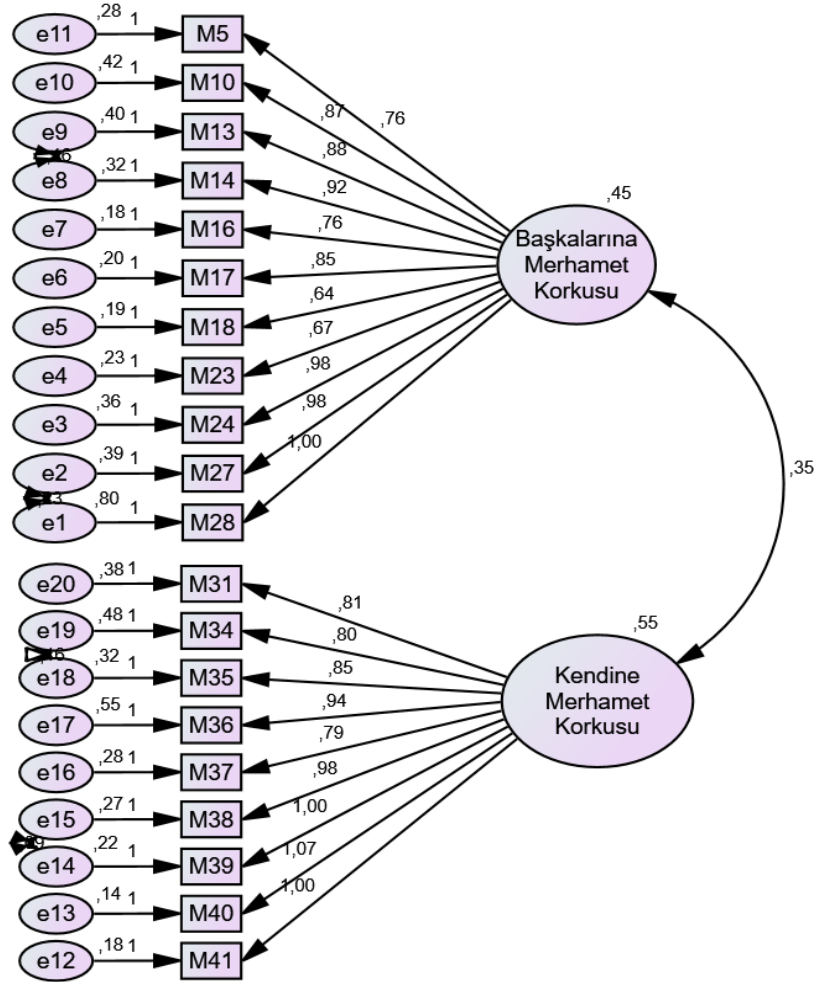 e11 ,28 1 M5
e10 ,42 1 M10
e9 ,40 1 M13
e8 ,32 1 M14
e7 ,18 1 M16
e6 ,20 1 M17
e5 ,19 1 M18
e4 ,23 1 M23
e3 ,36 1 M24
e2 ,39 1 M27
e1 ,80 1 M28
,76
,87
,88
,92
,76
,85
,64
,67
,98
,98
1,00
,45
Başkalarına
Merhamet
Korkusu
,35
e20 ,38 1 M31
e19 ,48 1 M34
e18 ,32 1 M35
e17 ,55 1 M36
e16 ,28 1 M37
e15 ,27 1 M38
e14 ,22 1 M39
e13 ,14 1 M40
e12 ,18 1 M41
,81
,80
,85
,94
,79
,98
1,00
1,07
1,00
,55
Kendine
Merhamet
Korkusu